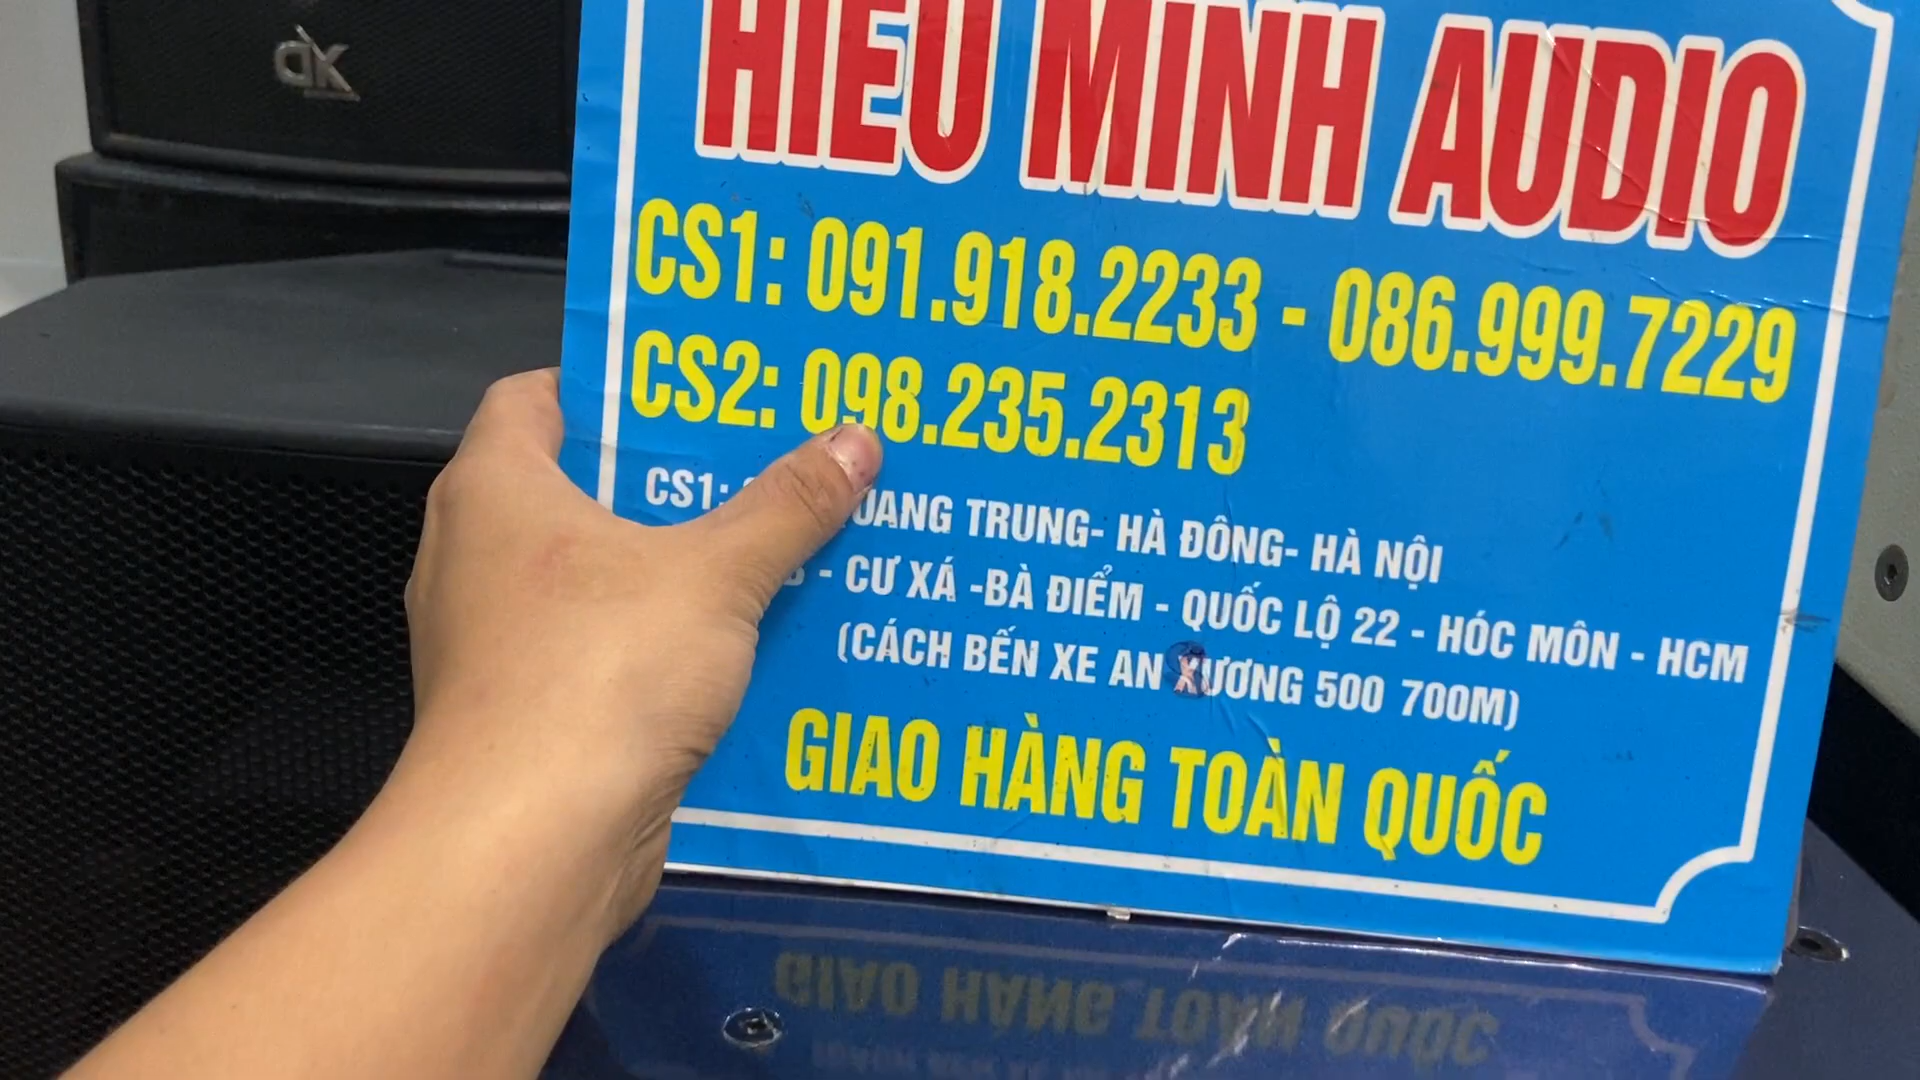 HIẾU MINH AUDIO
CS1: 091.918.2233 - 086.999.7229
CS2: 098.235.2313
CS1: QUANG TRUNG- HÀ ĐÔNG- HÀ NỘI
- CƯ XÁ -BÀ ĐIỂM - QUỐC LỘ 22 - HÓC MÔN - HCM
(CÁCH BẾN XE AN XƯƠNG 500 700M)
GIAO HÀNG TOÀN QUỐC